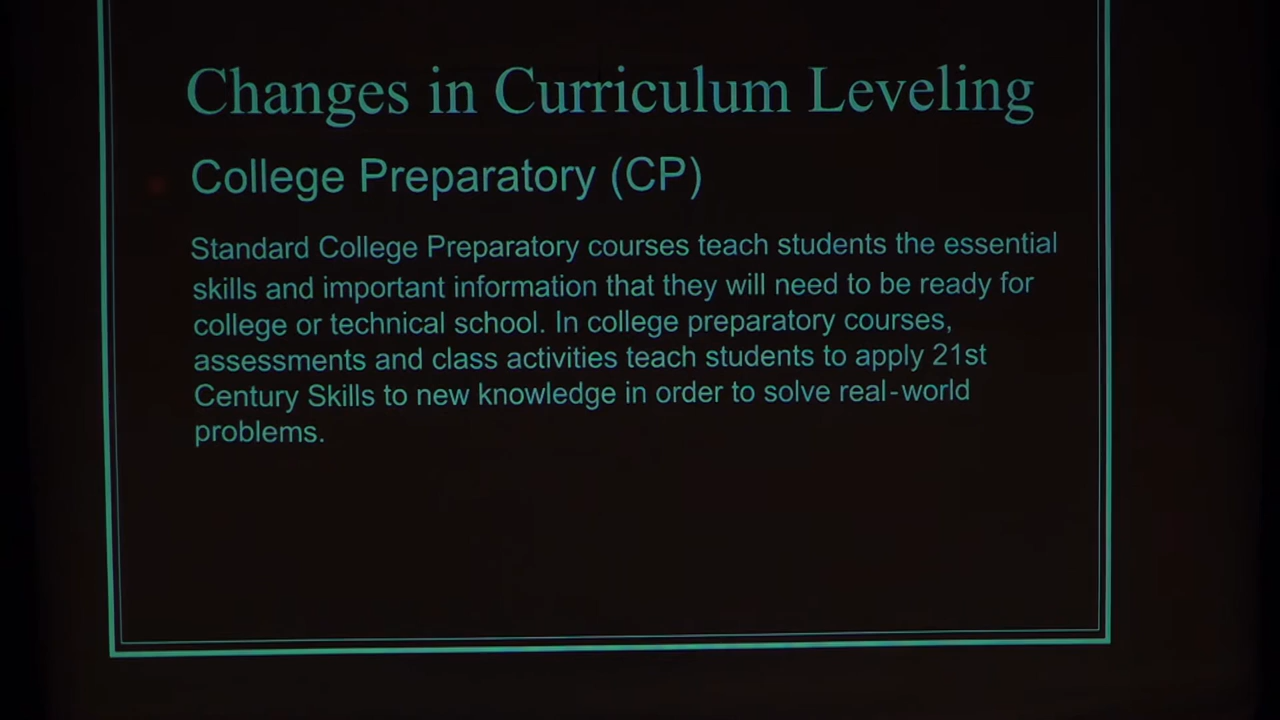 Changes in Curriculum Leveling
College Preparatory (CP)
Standard College Preparatory courses teach students the essential
skills and important information that they will need to be ready for
college or technical school. In college preparatory courses,
assessments and class activities teach students to apply 21st
Century Skills to new knowledge in order to solve real-world
problems.